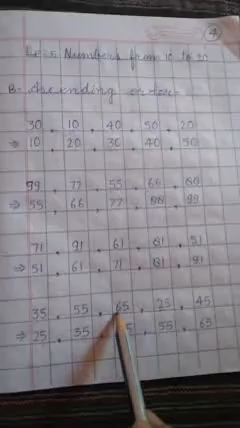 4
Numbers from 10 to 20
B- Ascending order
30, 10, 40, 50, 20
⇒ 10, 20, 30, 40, 50
99, 77, 55, 66, 88
⇒ 55, 66, 77, 88, 99
71, 91, 61, 81, 51
⇒ 51, 61, 71, 81, 91
35, 55, 65, 25, 45
⇒ 25, 35, 55, 65